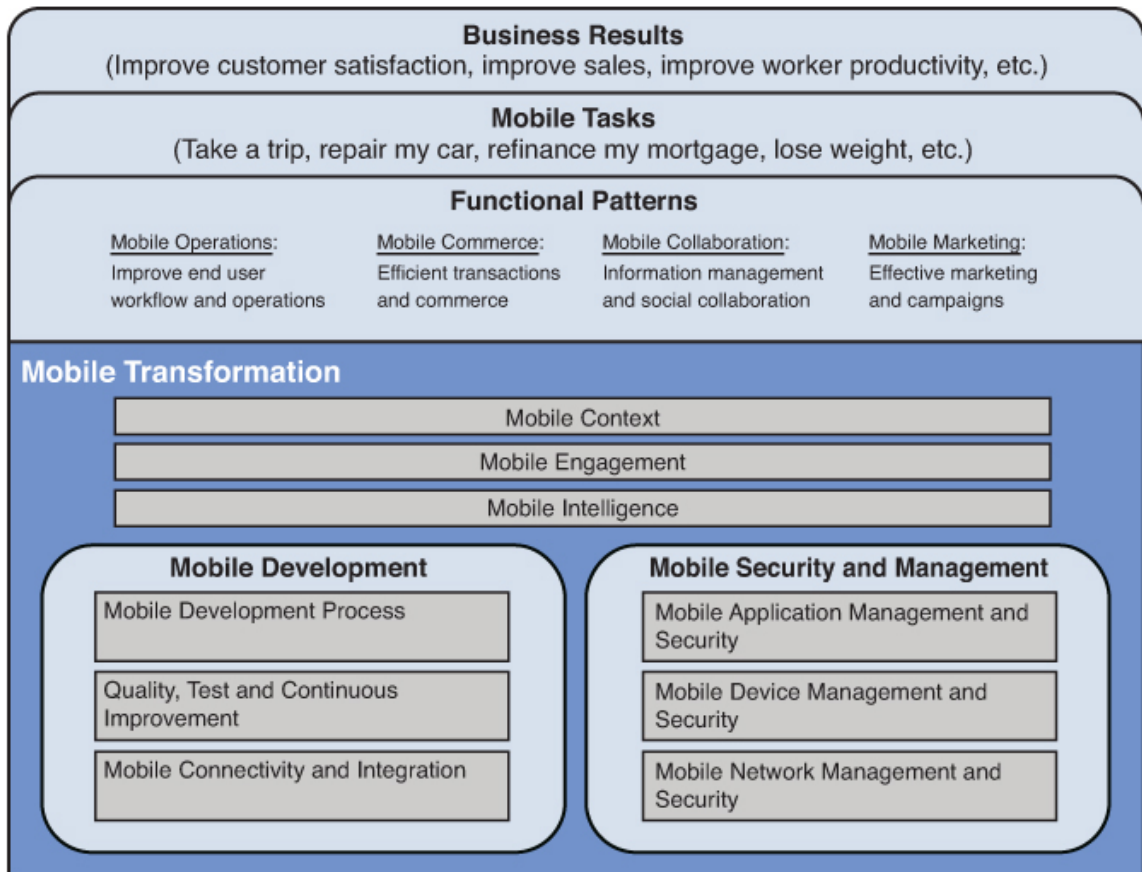 Business Results
(Improve customer satisfaction, improve sales, improve worker productivity, etc.)
Mobile Tasks
(Take a trip, repair my car, refinance my mortgage, lose weight, etc.)
Functional Patterns
Mobile Operations:
Improve end user
workflow and operations
Mobile Commerce:
Efficient transactions
and commerce
Mobile Collaboration:
Information management
and social collaboration
Mobile Marketing:
Effective marketing
and campaigns
Mobile Transformation
Mobile Context
Mobile Engagement
Mobile Intelligence
Mobile Development
Mobile Development Process
Quality, Test and Continuous
Improvement
Mobile Connectivity and Integration
Mobile Security and Management
Mobile Application Management and
Security
Mobile Device Management and
Security
Mobile Network Management and
Security